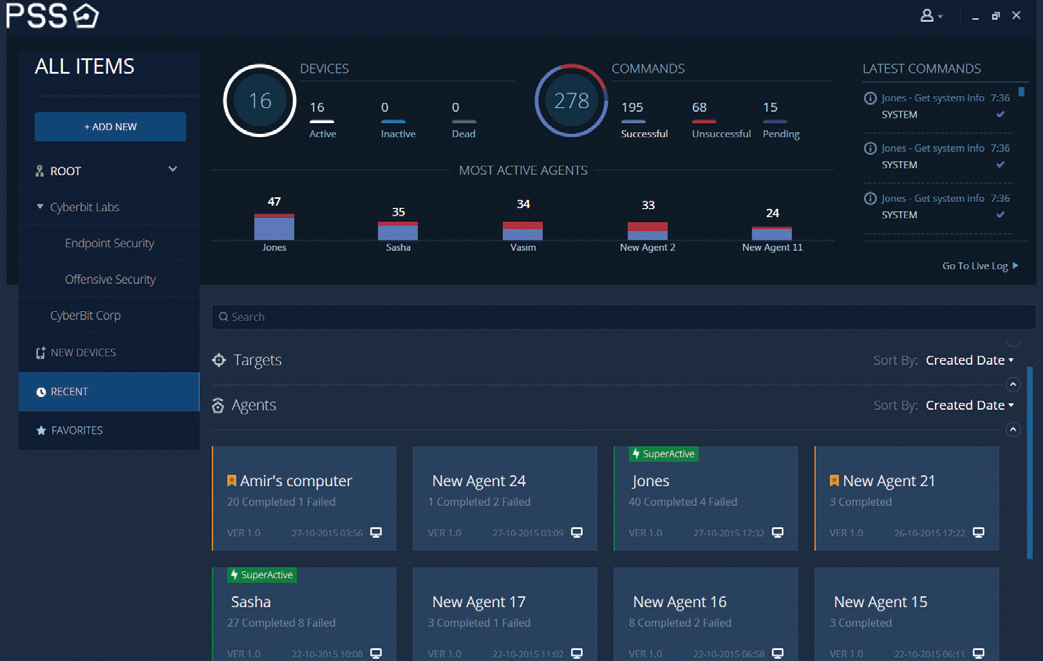 PSS
ALL ITEMS
+ ADD NEW
ROOT
Cyberbit Labs
Endpoint Security
Offensive Security
CyberBit Corp
NEW DEVICES
RECENT
FAVORITES
DEVICES
16
16
Active
0
Inactive
0
Dead
COMMANDS
278
195
Successful
68
Unsuccessful
15
Pending
MOST ACTIVE AGENTS
47
Jones
35
Sasha
34
Vasim
33
New Agent 2
24
New Agent 11
LATEST COMMANDS
Jones - Get system Info 7:36
SYSTEM
Jones - Get system Info 7:36
SYSTEM
Jones - Get system Info 7:36
SYSTEM
Go To Live Log
Search
Targets
Sort By: Created Date
Agents
Sort By: Created Date
Amir's computer
20 Completed 1 Failed
VER 1.0 27-10-2015 03:56
New Agent 24
1 Completed 2 Failed
VER 1.0 27-10-2015 03:09
SuperActive
Jones
40 Completed 4 Failed
VER 1.0 27-10-2015 17:32
New Agent 21
3 Completed
VER 1.0 26-10-2015 17:22
SuperActive
Sasha
27 Completed 8 Failed
VER 1.0 22-10-2015 10:08
New Agent 17
3 Completed 1 Failed
VER 1.0 22-10-2015 11:02
New Agent 16
8 Completed 2 Failed
VER 1.0 22-10-2015 06:58
New Agent 15
3 Completed
VER 1.0 22-10-2015 06:11